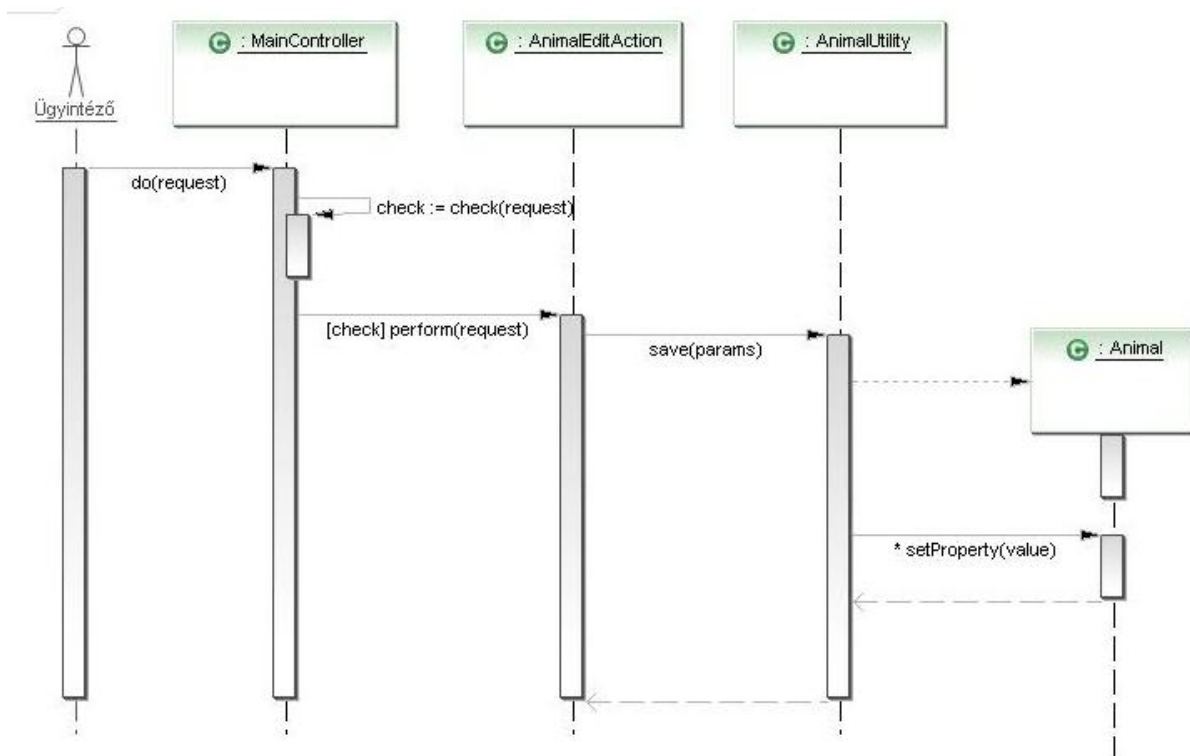 C : MainController
C : AnimalEditAction
C : AnimalUtility
Ügyintéző
do(request)
check := check(request)
[check] perform(request)
save(params)
C : Animal
* setProperty(value)